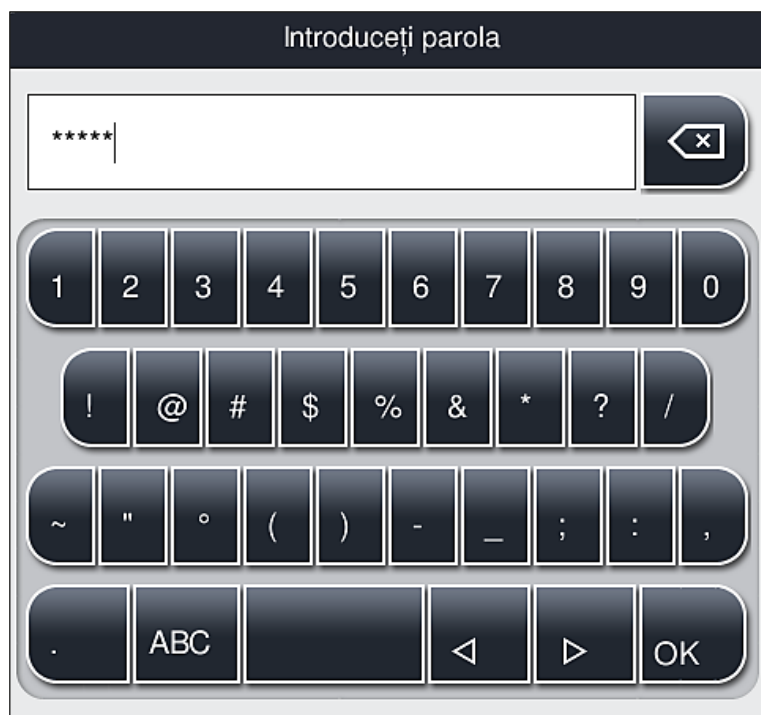 Introduceți parola
*****
1 2 3 4 5 6 7 8 9 0
! @ # $ % & * ? /
~ " ° ( ) - _ ; : ,
. ABC ◁ ▷ OK